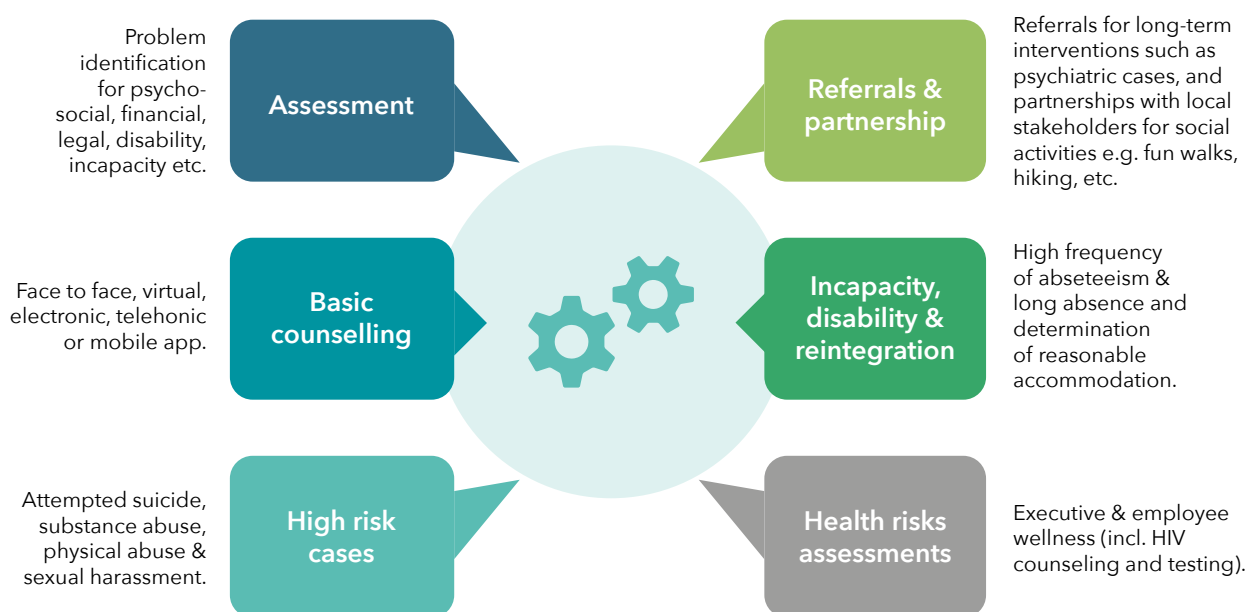 Problem
identification
for psycho-
social, financial,
legal, disability,
incapacity etc.
Assessment
Referrals &
partnership
Referrals for long-term
interventions such as
psychiatric cases, and
partnerships with local
stakeholders for social
activities e.g. fun walks,
hiking, etc.
Face to face, virtual,
electronic, telehonic
or mobile app.
Basic
counselling
Incapacity,
disability &
reintegration
High frequency
of abseteeism &
long absence and
determination
of reasonable
accommodation.
Attempted suicide,
substance abuse,
physical abuse &
sexual harassment.
High risk
cases
Health risks
assessments
Executive & employee
wellness (incl. HIV
counseling and testing).